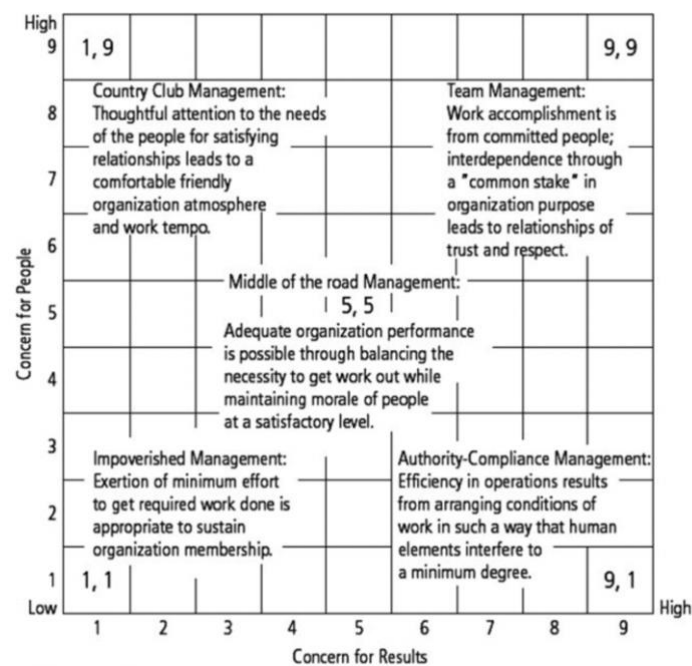 High
9
1, 9
9, 9
Country Club Management:
Thoughtful attention to the needs
of the people for satisfying
relationships leads to a
comfortable friendly
organization atmosphere
and work tempo.
Team Management:
Work accomplishment is
from committed people;
interdependence through
a "common stake" in
organization purpose
leads to relationships of
trust and respect.
8
7
6
Concern for People
Middle of the road Management:
5
5, 5
Adequate organization performance
is possible through balancing the
necessity to get work out while
maintaining morale of people
at a satisfactory level.
4
3
Impoverished Management:
Exertion of minimum effort
to get required work done is
appropriate to sustain
organization membership.
Authority-Compliance Management:
Efficiency in operations results
from arranging conditions of
work in such a way that human
elements interfere to
a minimum degree.
2
1
1, 1
9, 1
Low
High
1 2 3 4 5 6 7 8 9
Concern for Results